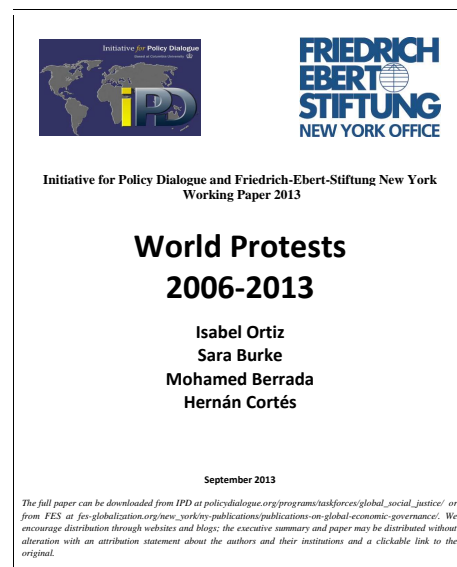 Initiative for Policy Dialogue
Based at Columbia University
iPD
FRIEDRICH
EBERT
STIFTUNG
NEW YORK OFFICE
Initiative for Policy Dialogue and Friedrich-Ebert-Stiftung New York
Working Paper 2013
World Protests
2006-2013
Isabel Ortiz
Sara Burke
Mohamed Berrada
Hernán Cortés
September 2013
The full paper can be downloaded from IPD at policydialogue.org/programs/taskforces/global_social_justice/ or
from FES at fes-globalization.org/new_york/ny-publications/publications-on-global-economic-governance/. We
encourage distribution through websites and blogs; the executive summary and paper may be distributed without
alteration with an attribution statement about the authors and their institutions and a clickable link to the
original.